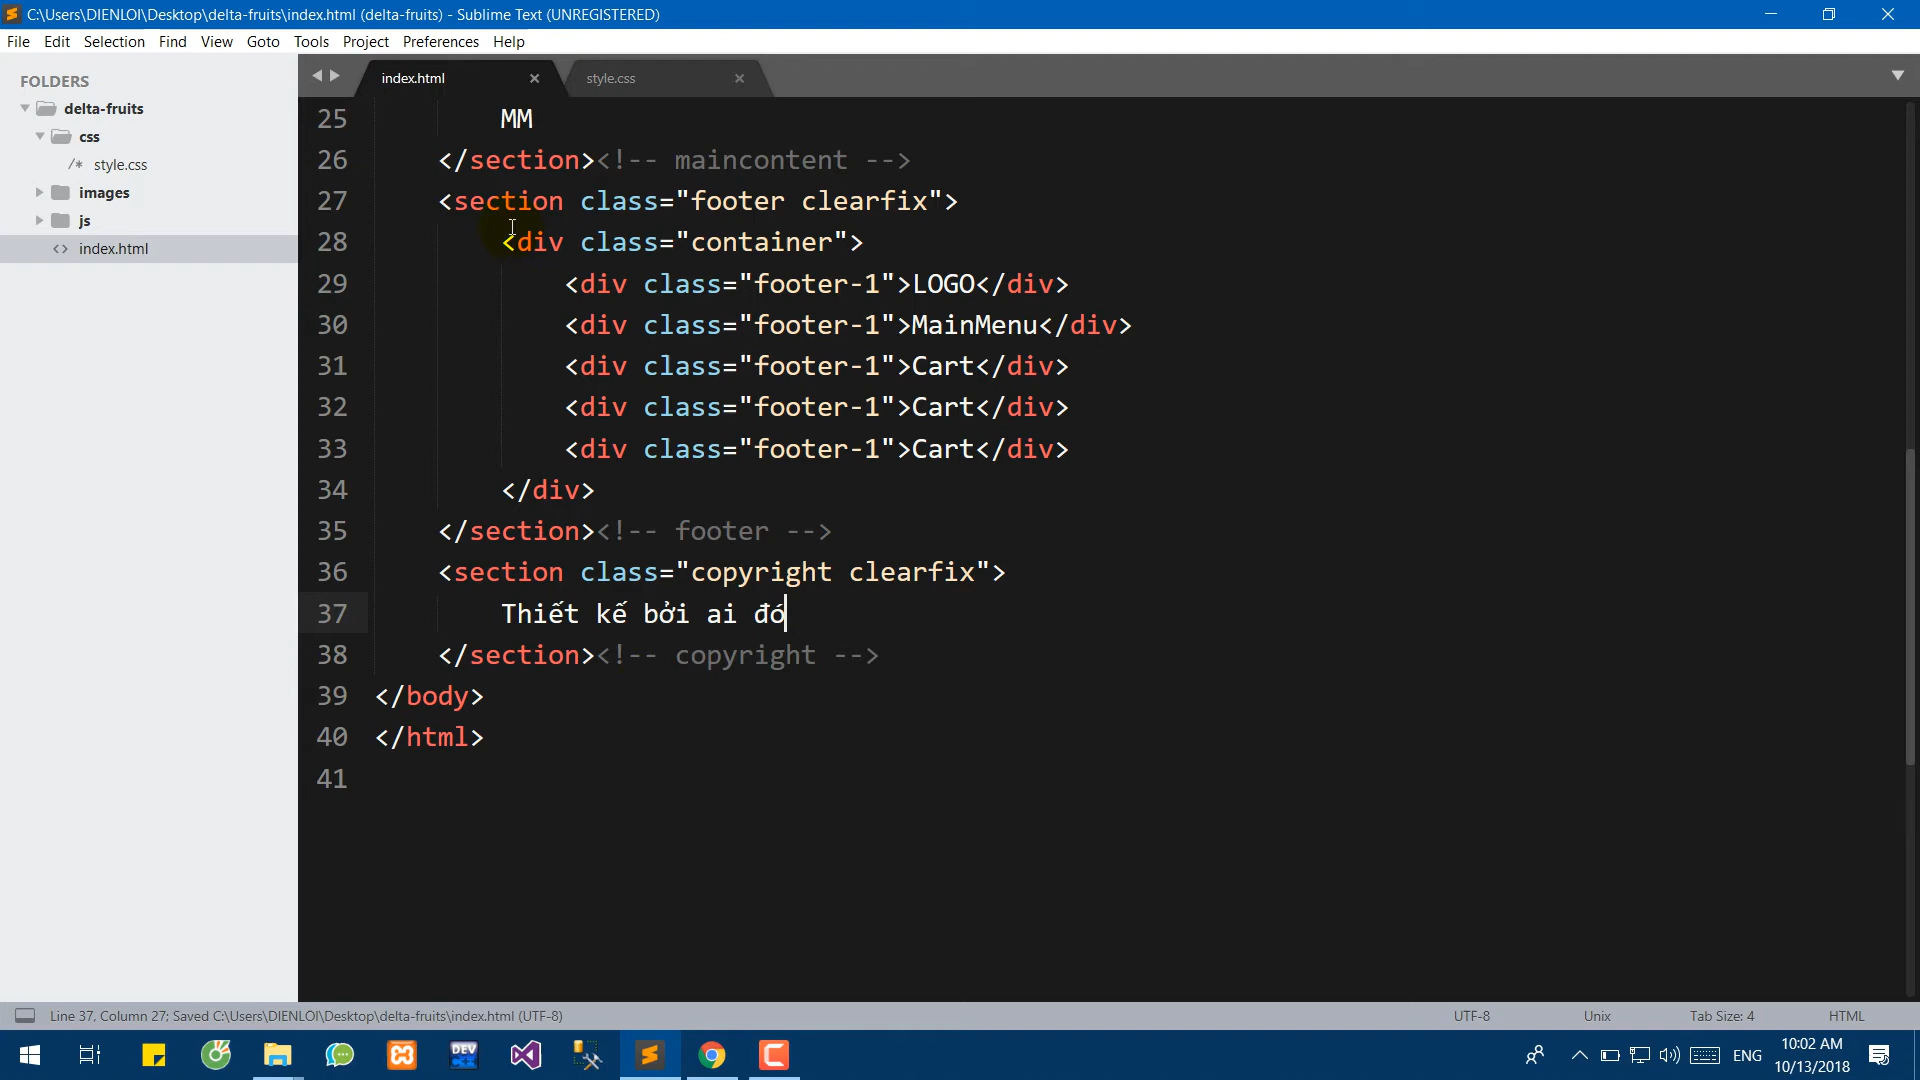 C:\Users\DIENLOI\Desktop\delta-fruits\index.html (delta-fruits) - Sublime Text (UNREGISTERED)
File Edit Selection Find View Goto Tools Project Preferences Help
FOLDERS
delta-fruits
css
/* style.css
images
js
<> index.html
index.html style.css
25 MM
26 </section><!-- maincontent -->
27 <section class="footer clearfix">
28 <div class="container">
29 <div class="footer-1">LOGO</div>
30 <div class="footer-1">MainMenu</div>
31 <div class="footer-1">Cart</div>
32 <div class="footer-1">Cart</div>
33 <div class="footer-1">Cart</div>
34 </div>
35 </section><!-- footer -->
36 <section class="copyright clearfix">
37 Thiết kế bởi ai đó
38 </section><!-- copyright -->
39 </body>
40 </html>
41
Line 37, Column 27; Saved C:\Users\DIENLOI\Desktop\delta-fruits\index.html (UTF-8) UTF-8 Unix Tab Size: 4 HTML
DEV
ENG
10:02 AM
10/13/2018